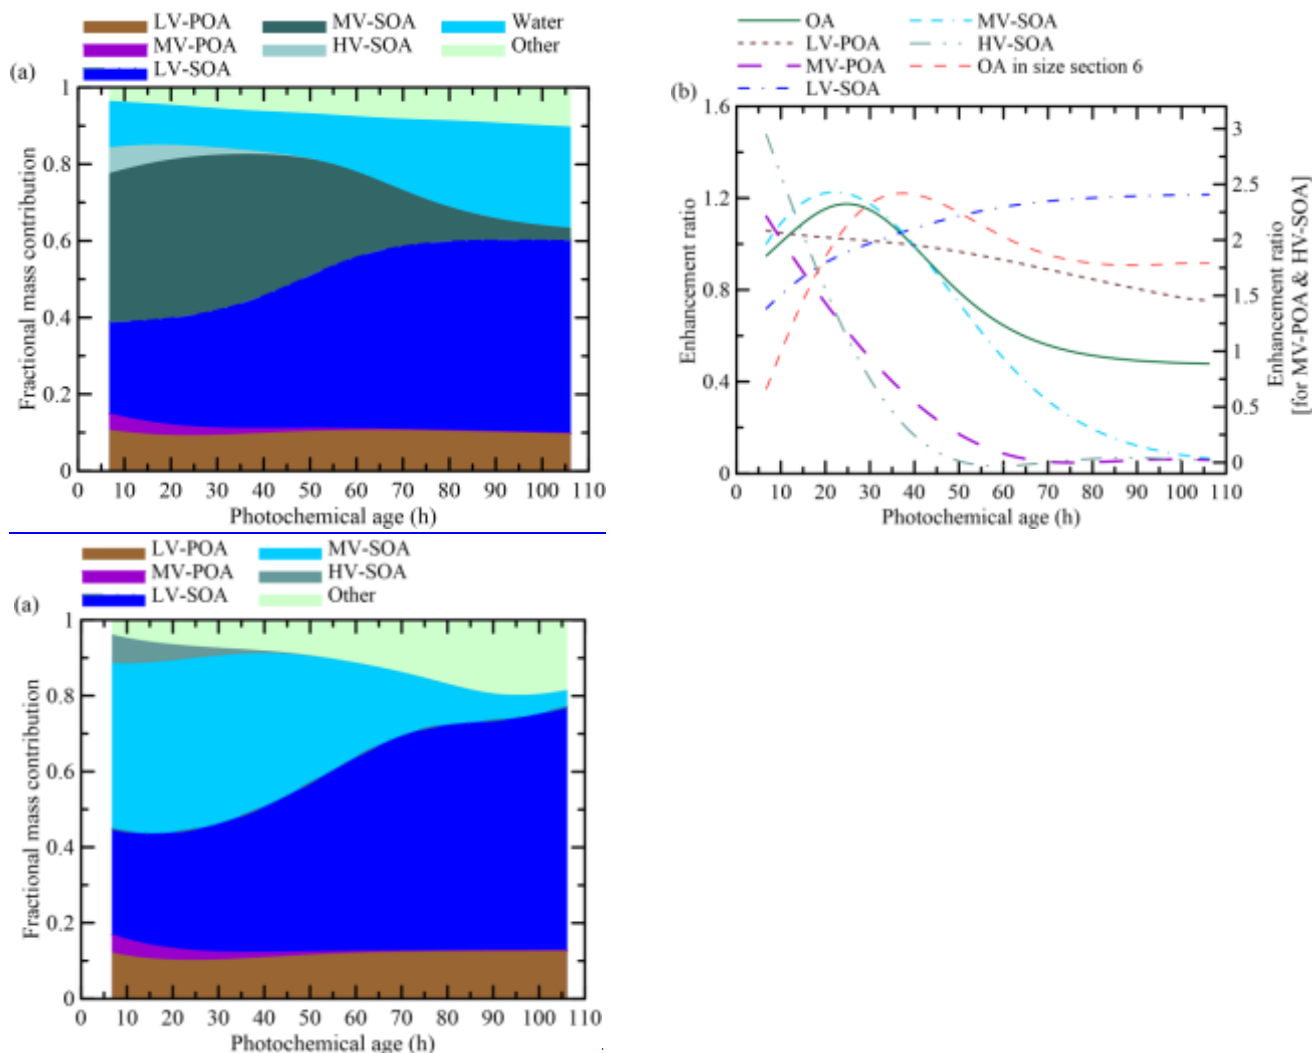 LV-POA
MV-SOA
Water
MV-POA
HV-SOA
Other
LV-SOA
(a)
1
0.8
0.6
0.4
0.2
0
Fractional mass contribution
0 10 20 30 40 50 60 70 80 90 100 110
Photochemical age (h)
OA
MV-SOA
LV-POA
HV-SOA
MV-POA
OA in size section 6
LV-SOA
(b)
1.6
1.2
0.8
0.4
0
Enhancement ratio
3
2.5
2
1.5
1
0.5
0
Enhancement ratio
[for MV-POA & HV-SOA]
0 10 20 30 40 50 60 70 80 90 100 110
Photochemical age (h)
LV-POA
MV-SOA
MV-POA
HV-SOA
LV-SOA
Other
(a)
1
0.8
0.6
0.4
0.2
0
Fractional mass contribution
0 10 20 30 40 50 60 70 80 90 100 110
Photochemical age (h)